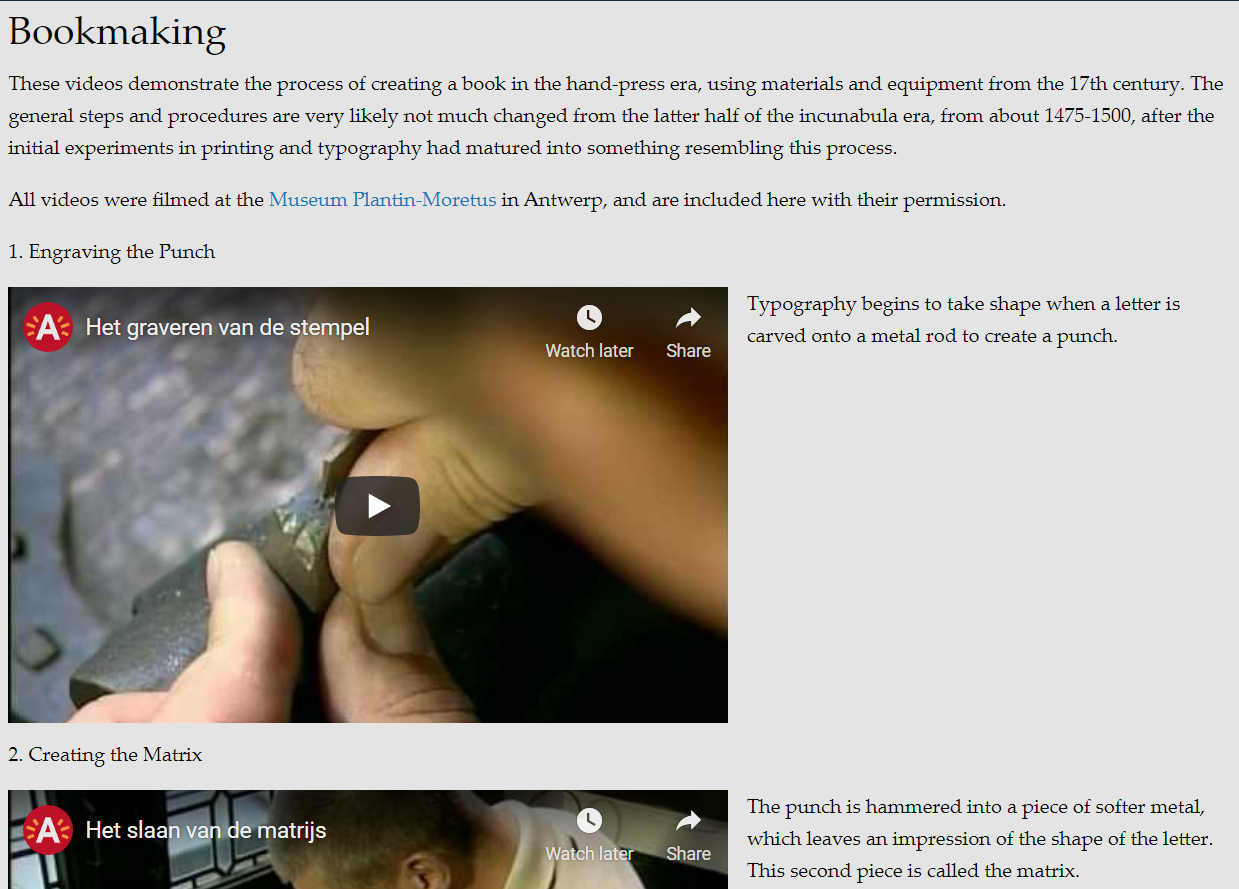 Bookmaking
These videos demonstrate the process of creating a book in the hand-press era, using materials and equipment from the 17th century. The
general steps and procedures are very likely not much changed from the latter half of the incunabula era, from about 1475-1500, after the
initial experiments in printing and typography had matured into something resembling this process.
All videos were filmed at the Museum Plantin-Moretus in Antwerp, and are included here with their permission.
1. Engraving the Punch
A
Het graveren van de stempel
Watch later
Share
Typography begins to take shape when a letter is
carved onto a metal rod to create a punch.
2. Creating the Matrix
A
Het slaan van de matrijs
Watch later
Share
The punch is hammered into a piece of softer metal,
which leaves an impression of the shape of the letter.
This second piece is called the matrix.